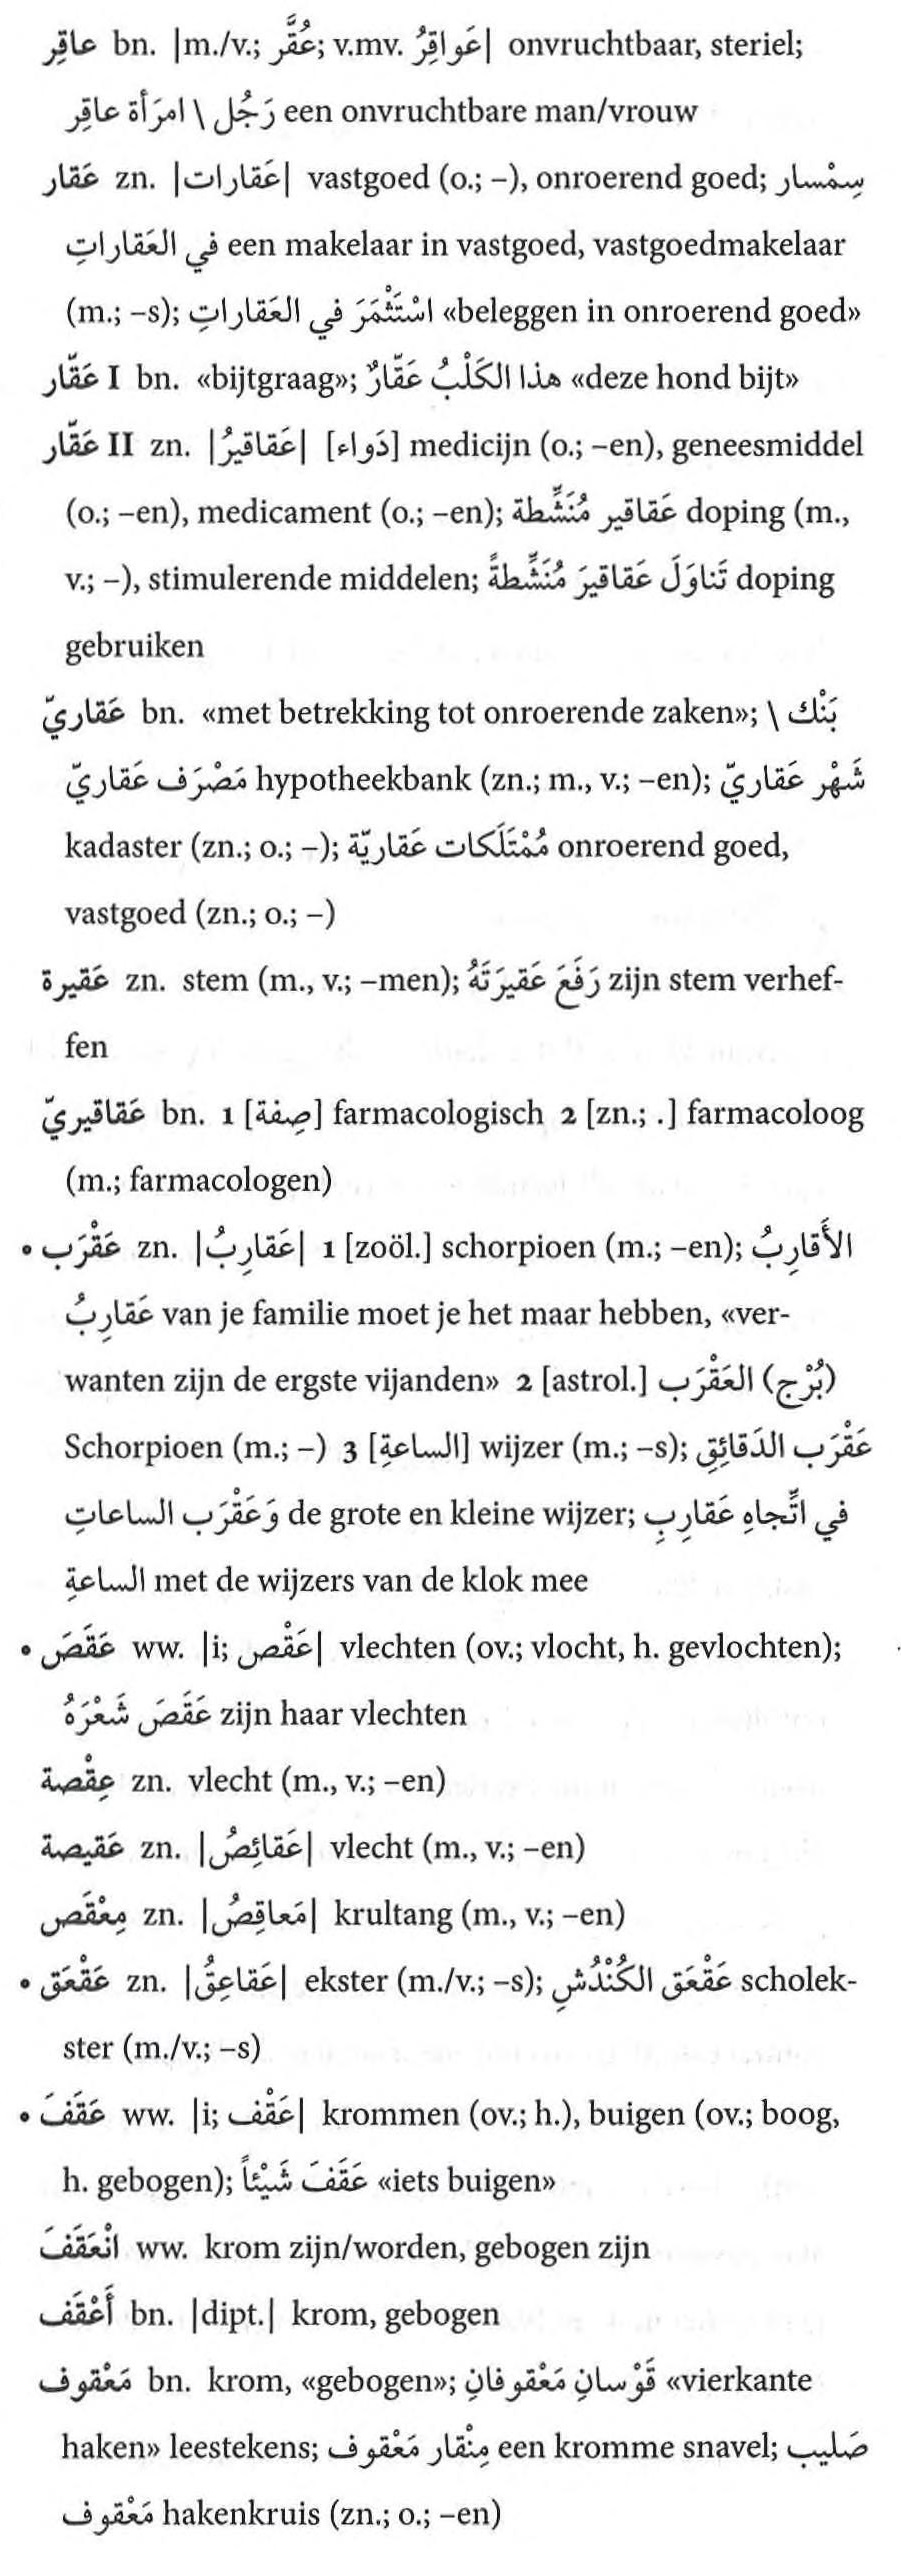 عاقِر bn. |m./v.; عُقَّر; v.mv. عَواقِرُ| onvruchtbaar, steriel;
رَجُل \ امرَأة عاقِر een onvruchtbare man/vrouw
عَقار zn. |عَقارات| vastgoed (o.; –), onroerend goed; سِمْسار
في العَقاراتِ een makelaar in vastgoed, vastgoedmakelaar
(m.; –s); اسْتَثْمَرَ في العَقاراتِ «beleggen in onroerend goed»
عَقّار I bn. «bijtgraag»; هذا الكَلْبُ عَقّارٌ «deze hond bijt»
عَقّار II zn. |عَقاقيرُ| [دَواء] medicijn (o.; –en), geneesmiddel
(o.; –en), medicament (o.; –en); عَقاقير مُنَشِّطة doping (m.,
v.; –), stimulerende middelen; تَناوَلَ عَقاقيرَ مُنَشِّطةً doping
gebruiken
عَقاريّ bn. «met betrekking tot onroerende zaken»; بَنْك \
مَصْرَف عَقاريّ hypotheekbank (zn.; m., v.; –en); شَهْر عَقاريّ
kadaster (zn.; o.; –); مُمْتَلَكات عَقاريّة onroerend goed,
vastgoed (zn.; o.; –)
عَقيرة zn. stem (m., v.; –men); رَفَعَ عَقيرَتَهُ zijn stem verhef-
fen
عَقاقيريّ bn. 1 [صِفة] farmacologisch 2 [zn.; .] farmacoloog
(m.; farmacologen)
• عَقْرَب zn. |عَقارِبُ| 1 [zoöl.] schorpioen (m.; –en); الأَقارِبُ
عَقارِبُ van je familie moet je het maar hebben, «ver-
wanten zijn de ergste vijanden» 2 [astrol.] (بُرْج) العَقْرَب
Schorpioen (m.; –) 3 [الساعةِ] wijzer (m.; –s); عَقْرَب الدَقائِقِ
وَعَقْرَب الساعاتِ de grote en kleine wijzer; في اتِّجاهِ عَقارِبِ
الساعةِ met de wijzers van de klok mee
• عَقَصَ ww. |i; عَقْص| vlechten (ov.; vlocht, h. gevlochten);
عَقَصَ شَعْرَهُ zijn haar vlechten
عِقْصة zn. vlecht (m., v.; –en)
عَقيصة zn. |عَقائِصُ| vlecht (m., v.; –en)
مِعْقَص zn. |مَعاقِصُ| krultang (m., v.; –en)
• عَقْعَق zn. |عَقاعِقُ| ekster (m./v.; –s); عَقْعَق الكُنْدُشِ scholek-
ster (m./v.; –s)
• عَقَفَ ww. |i; عَقْف| krommen (ov.; h.), buigen (ov.; boog,
h. gebogen); عَقَفَ شَيْئاً «iets buigen»
انْعَقَفَ ww. krom zijn/worden, gebogen zijn
أَعْقَف bn. |dipt.| krom, gebogen
مَعْقوف bn. krom, «gebogen»; قَوْسانِ مَعْقوفانِ «vierkante
haken» leestekens; مِنْقار مَعْقوف een kromme snavel; صَليب
مَعْقوف hakenkruis (zn.; o.; –en)